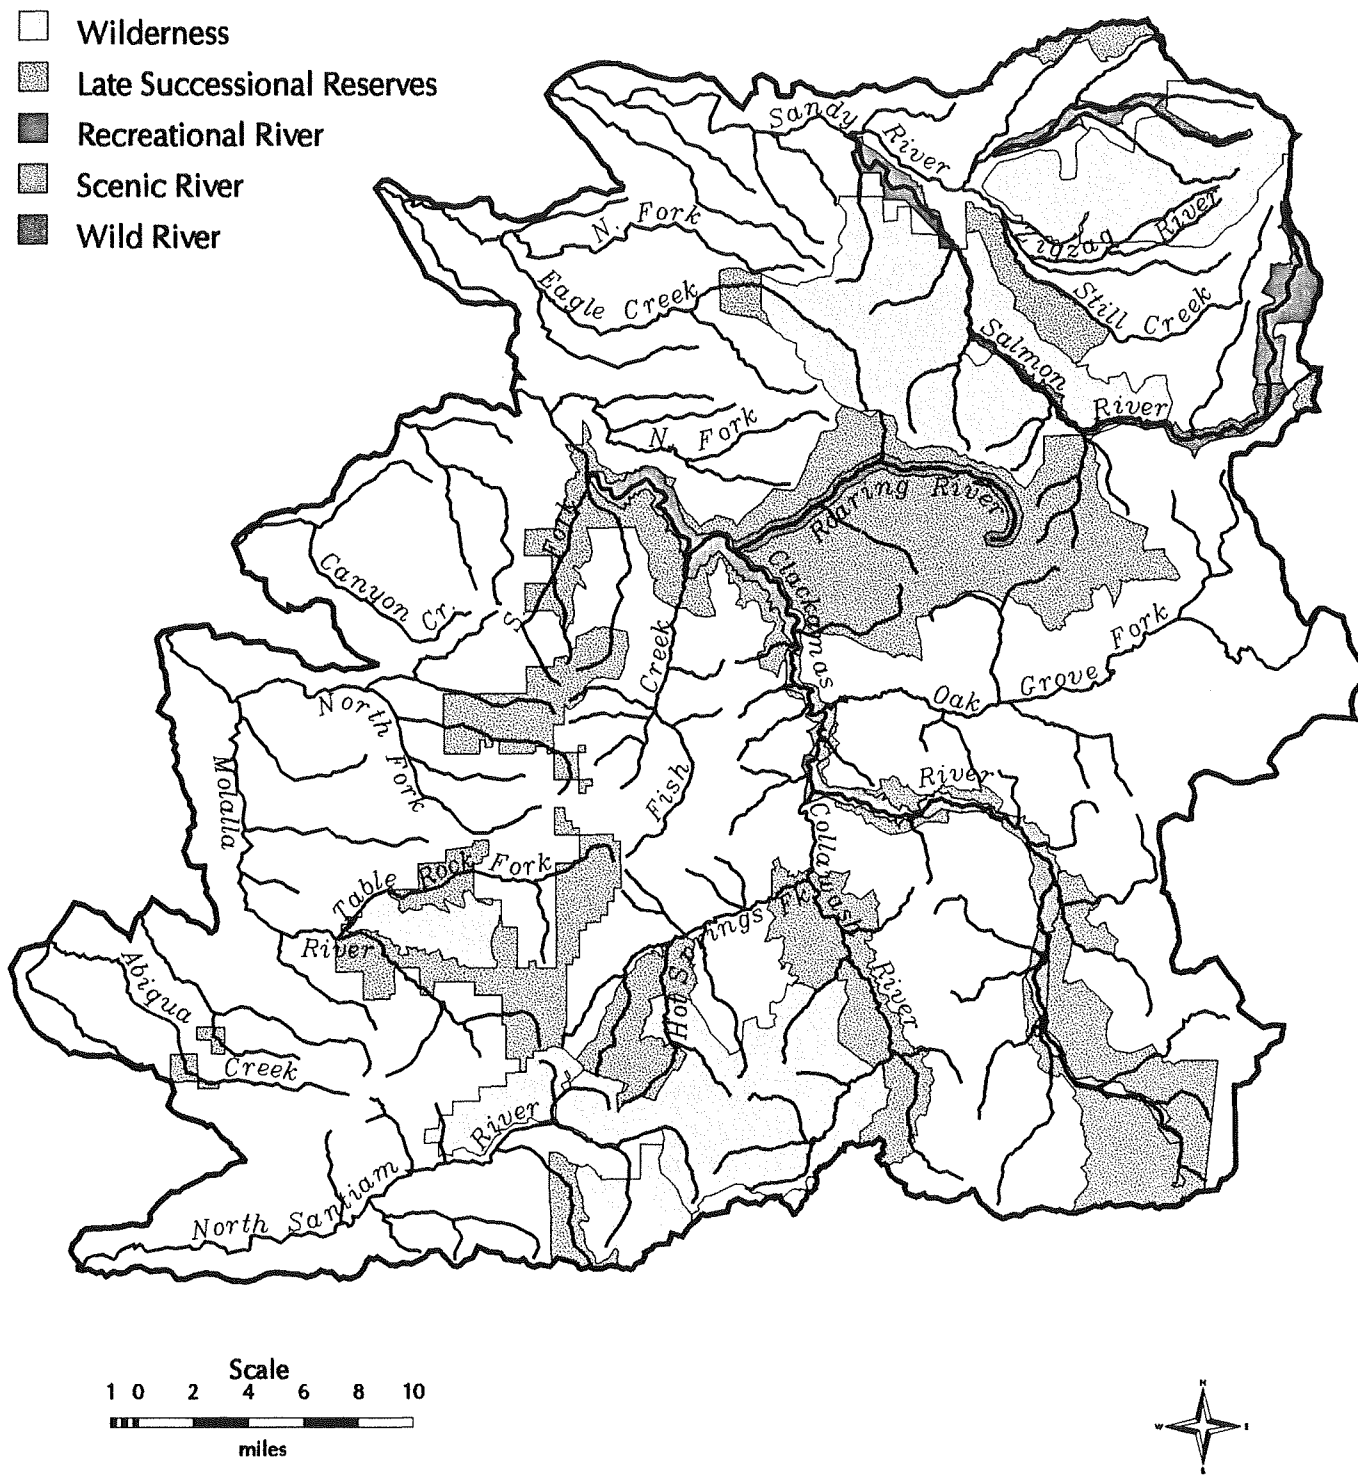 Wilderness
Late Successional Reserves
Recreational River
Scenic River
Wild River
Sandy River
N. Fork
Eagle Creek
Zigzag River
Still Creek
Salmon River
N. Fork
Roaring River
S. Fork
Canyon Cr.
Clackamas
Oak Grove Fork
Fish Creek
North Fork
Molalla
River
Collawash
River
Table Rock Fork
River
Hot Springs Fk.
Abiqua
Creek
River
North Santiam
Scale
1 0 2 4 6 8 10
miles
N
W E
S